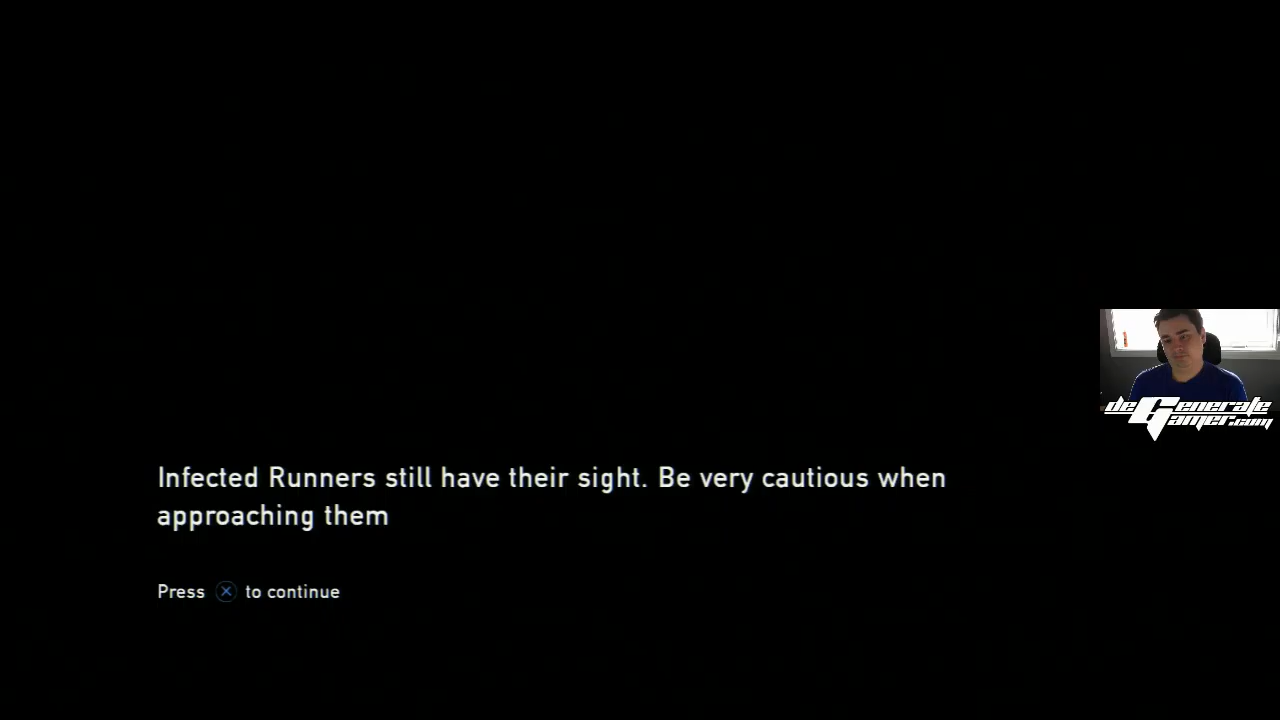 Infected Runners still have their sight. Be very cautious when
approaching them
Press ⓧ to continue
deGenerate
Gamer.com